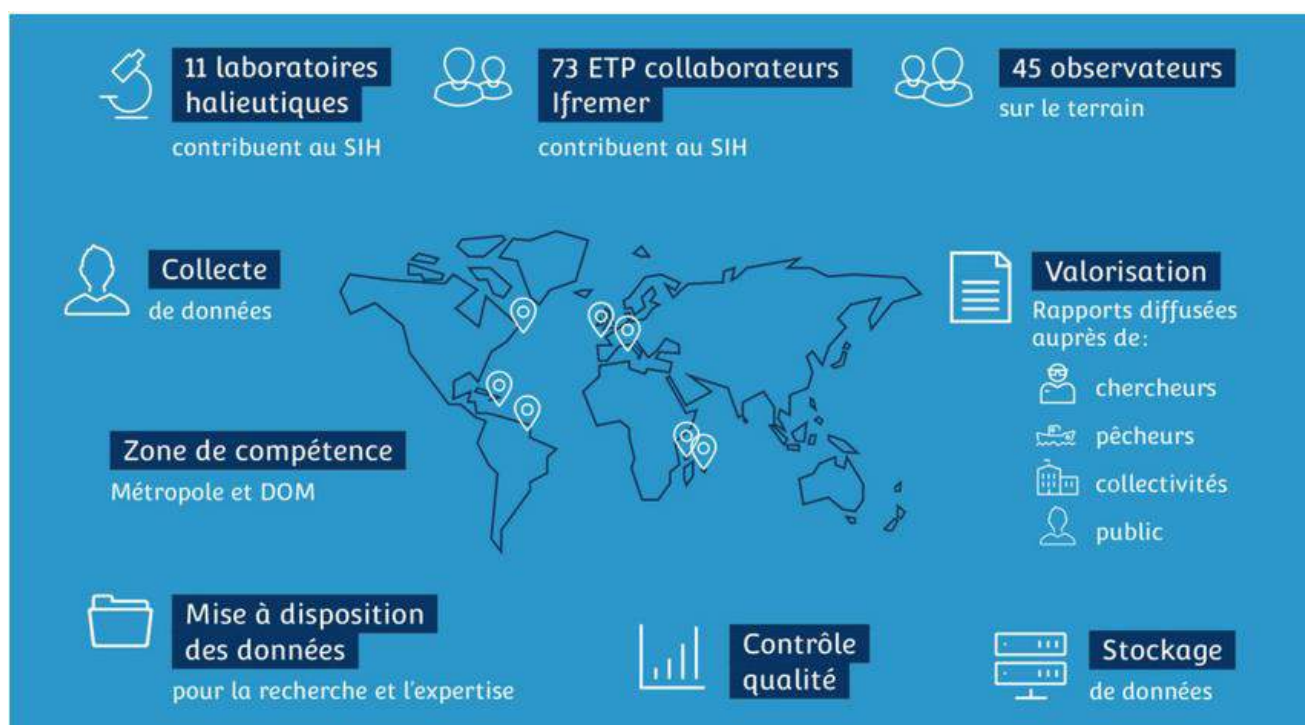 11 laboratoires
halieutiques
contribuent au SIH
73 ETP collaborateurs
Ifremer
contribuent au SIH
45 observateurs
sur le terrain
Collecte
de données
Zone de compétence
Métropole et DOM
Valorisation
Rapports diffusées
auprès de:
chercheurs
pêcheurs
collectivités
public
Mise à disposition
des données
pour la recherche et l'expertise
Contrôle
qualité
Stockage
de données